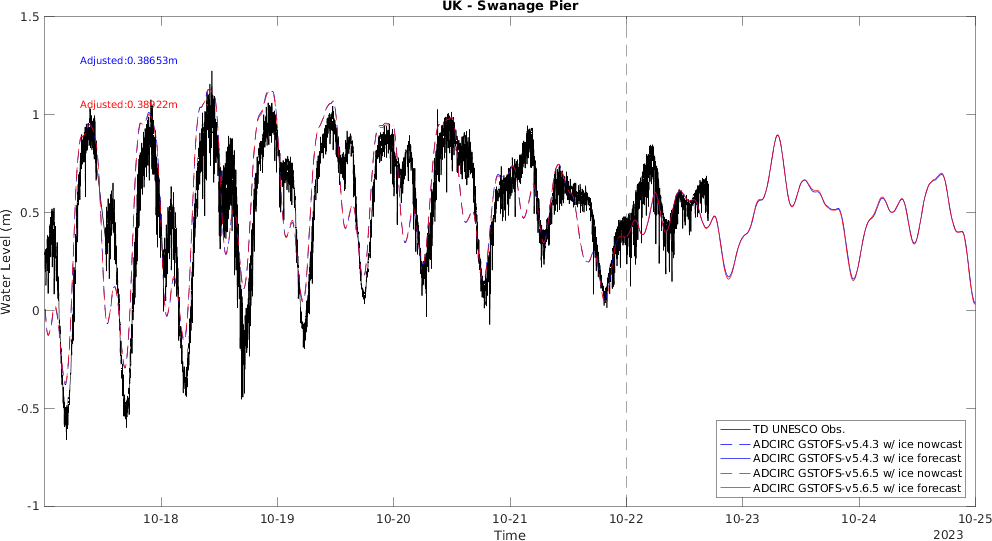 UK - Swanage Pier
1.5
Adjusted:0.38653m
Adjusted:0.38922m
1
0.5
0
-0.5
-1
Water Level (m)
10-18 10-19 10-20 10-21 10-22 10-23 10-24 10-25
Time
2023
TD UNESCO Obs.
ADCIRC GSTOFS-v5.4.3 w/ ice nowcast
ADCIRC GSTOFS-v5.4.3 w/ ice forecast
ADCIRC GSTOFS-v5.6.5 w/ ice nowcast
ADCIRC GSTOFS-v5.6.5 w/ ice forecast